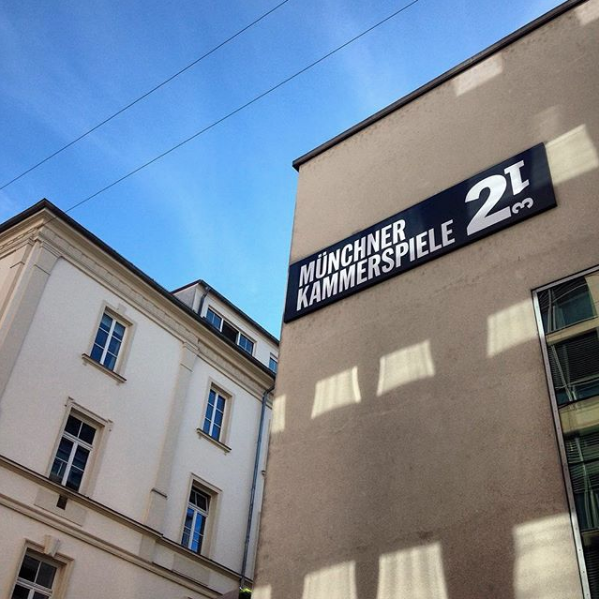 MÜNCHNER
KAMMERSPIELE
2 1
3